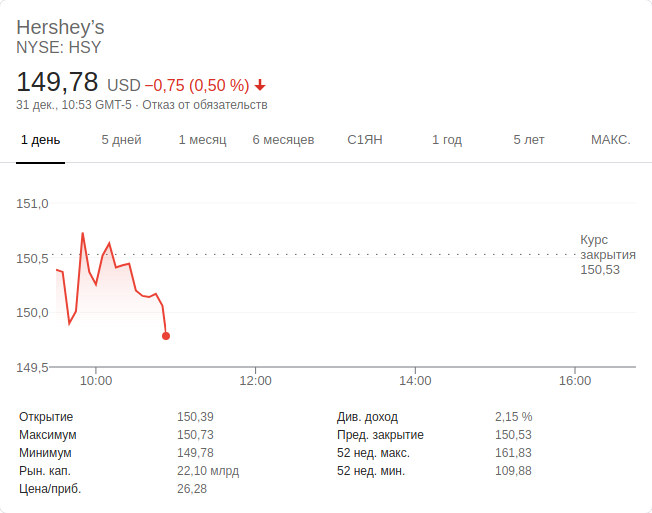 Hershey’s
NYSE: HSY
149,78 USD −0,75 (0,50 %)
31 дек., 10:53 GMT-5 · Отказ от обязательств
1 день 5 дней 1 месяц 6 месяцев С1ЯН 1 год 5 лет МАКС.
151,0
Курс
150,5 закрытия
150,53
150,0
149,5
10:00 12:00 14:00 16:00
Открытие 150,39 Див. доход 2,15 %
Максимум 150,73 Пред. закрытие 150,53
Минимум 149,78 52 нед. макс. 161,83
Рын. кап. 22,10 млрд 52 нед. мин. 109,88
Цена/приб. 26,28